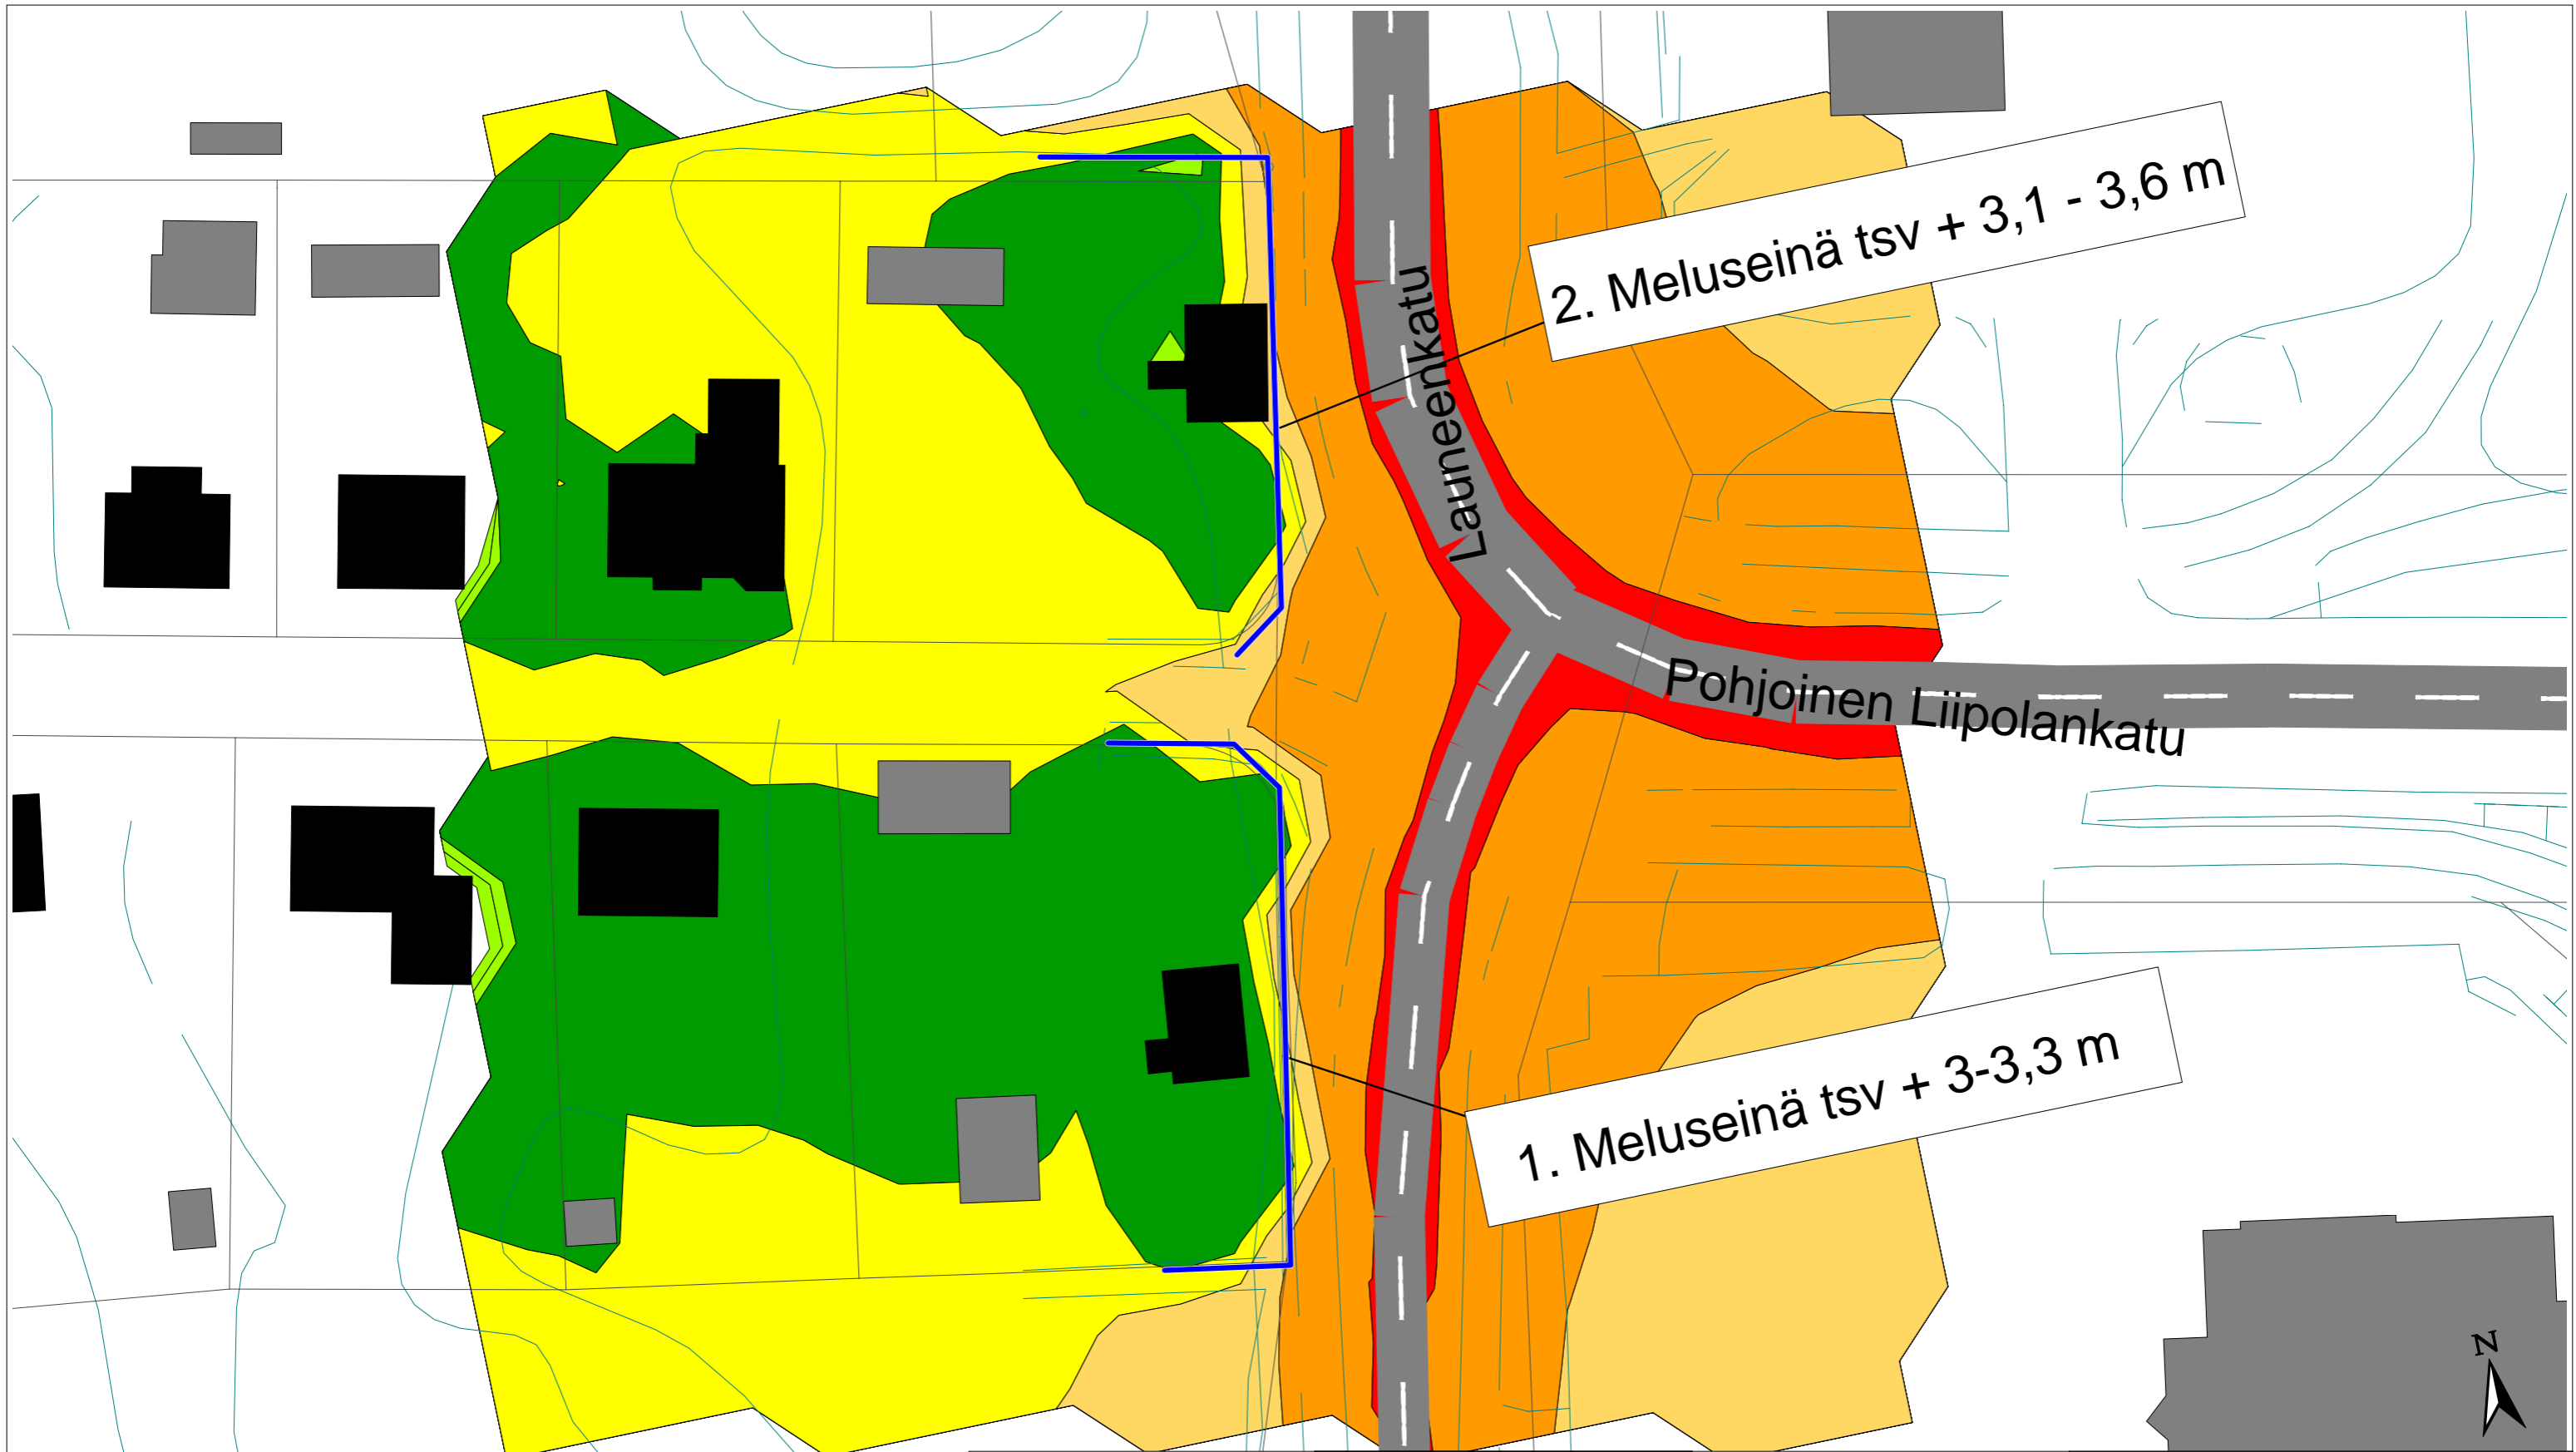 2. Meluseinä tsv + 3,1 - 3,6 m
Launeenkatu
Pohjoinen Liipolankatu
1. Meluseinä tsv + 3-3,3 m
N